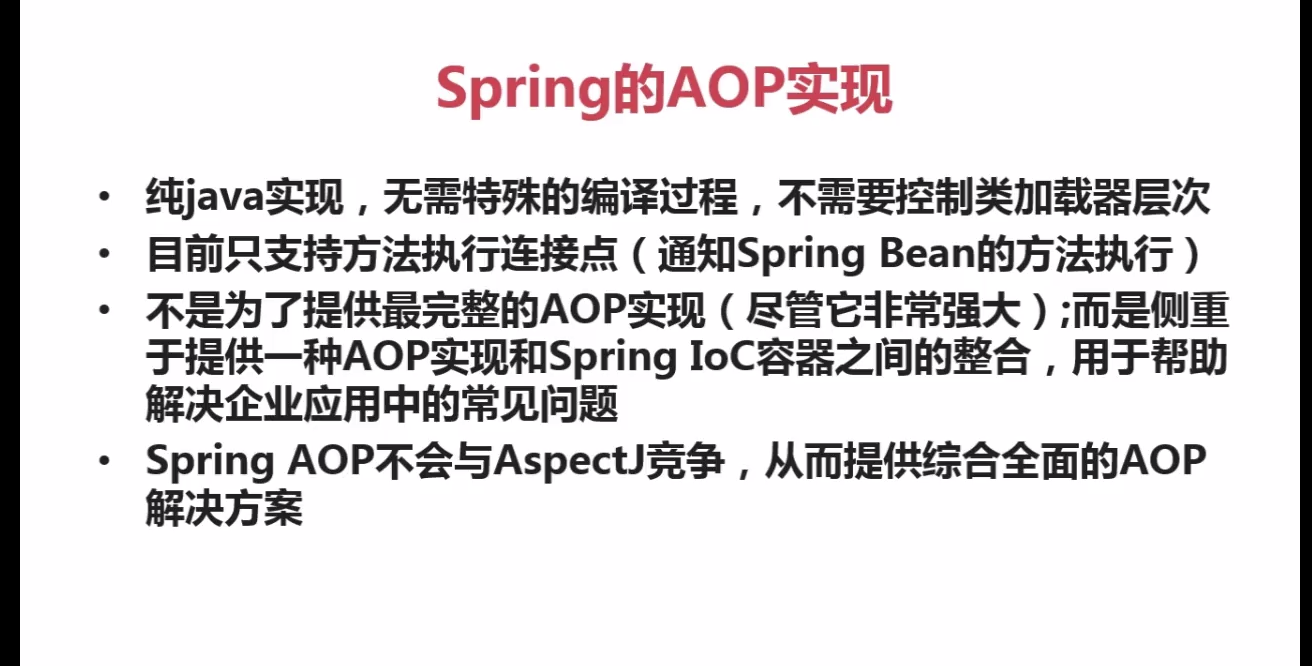 Spring的AOP实现
• 纯java实现，无需特殊的编译过程，不需要控制类加载器层次
• 目前只支持方法执行连接点（通知Spring Bean的方法执行）
• 不是为了提供最完整的AOP实现（尽管它非常强大）;而是侧重
于提供一种AOP实现和Spring IoC容器之间的整合，用于帮助
解决企业应用中的常见问题
• Spring AOP不会与AspectJ竞争，从而提供综合全面的AOP
解决方案